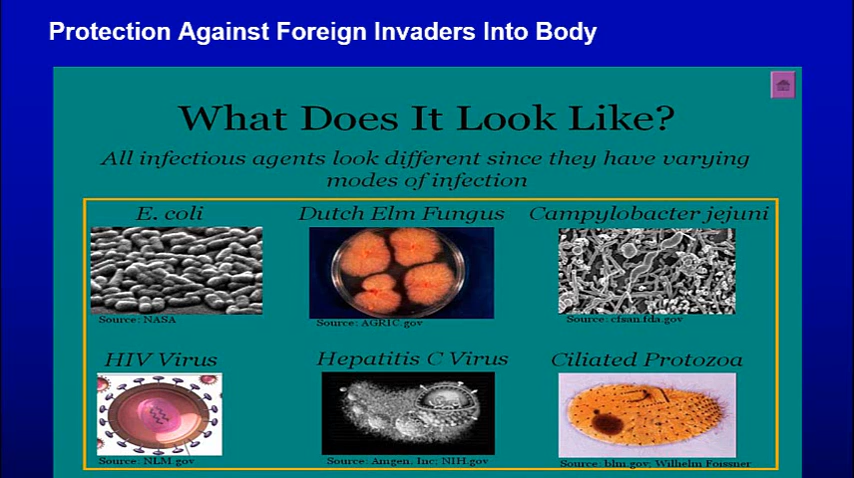 Protection Against Foreign Invaders Into Body
What Does It Look Like?
All infectious agents look different since they have varying
modes of infection
E. coli
Dutch Elm Fungus
Campylobacter jejuni
Source: NASA
Source: AGRIC.gov
Source: cfsan.fda.gov
HIV Virus
Hepatitis C Virus
Ciliated Protozoa
Source: NLM.gov
Source: Amgen, Inc; NIH.gov
Source: blm.gov; Wilhelm Foissner